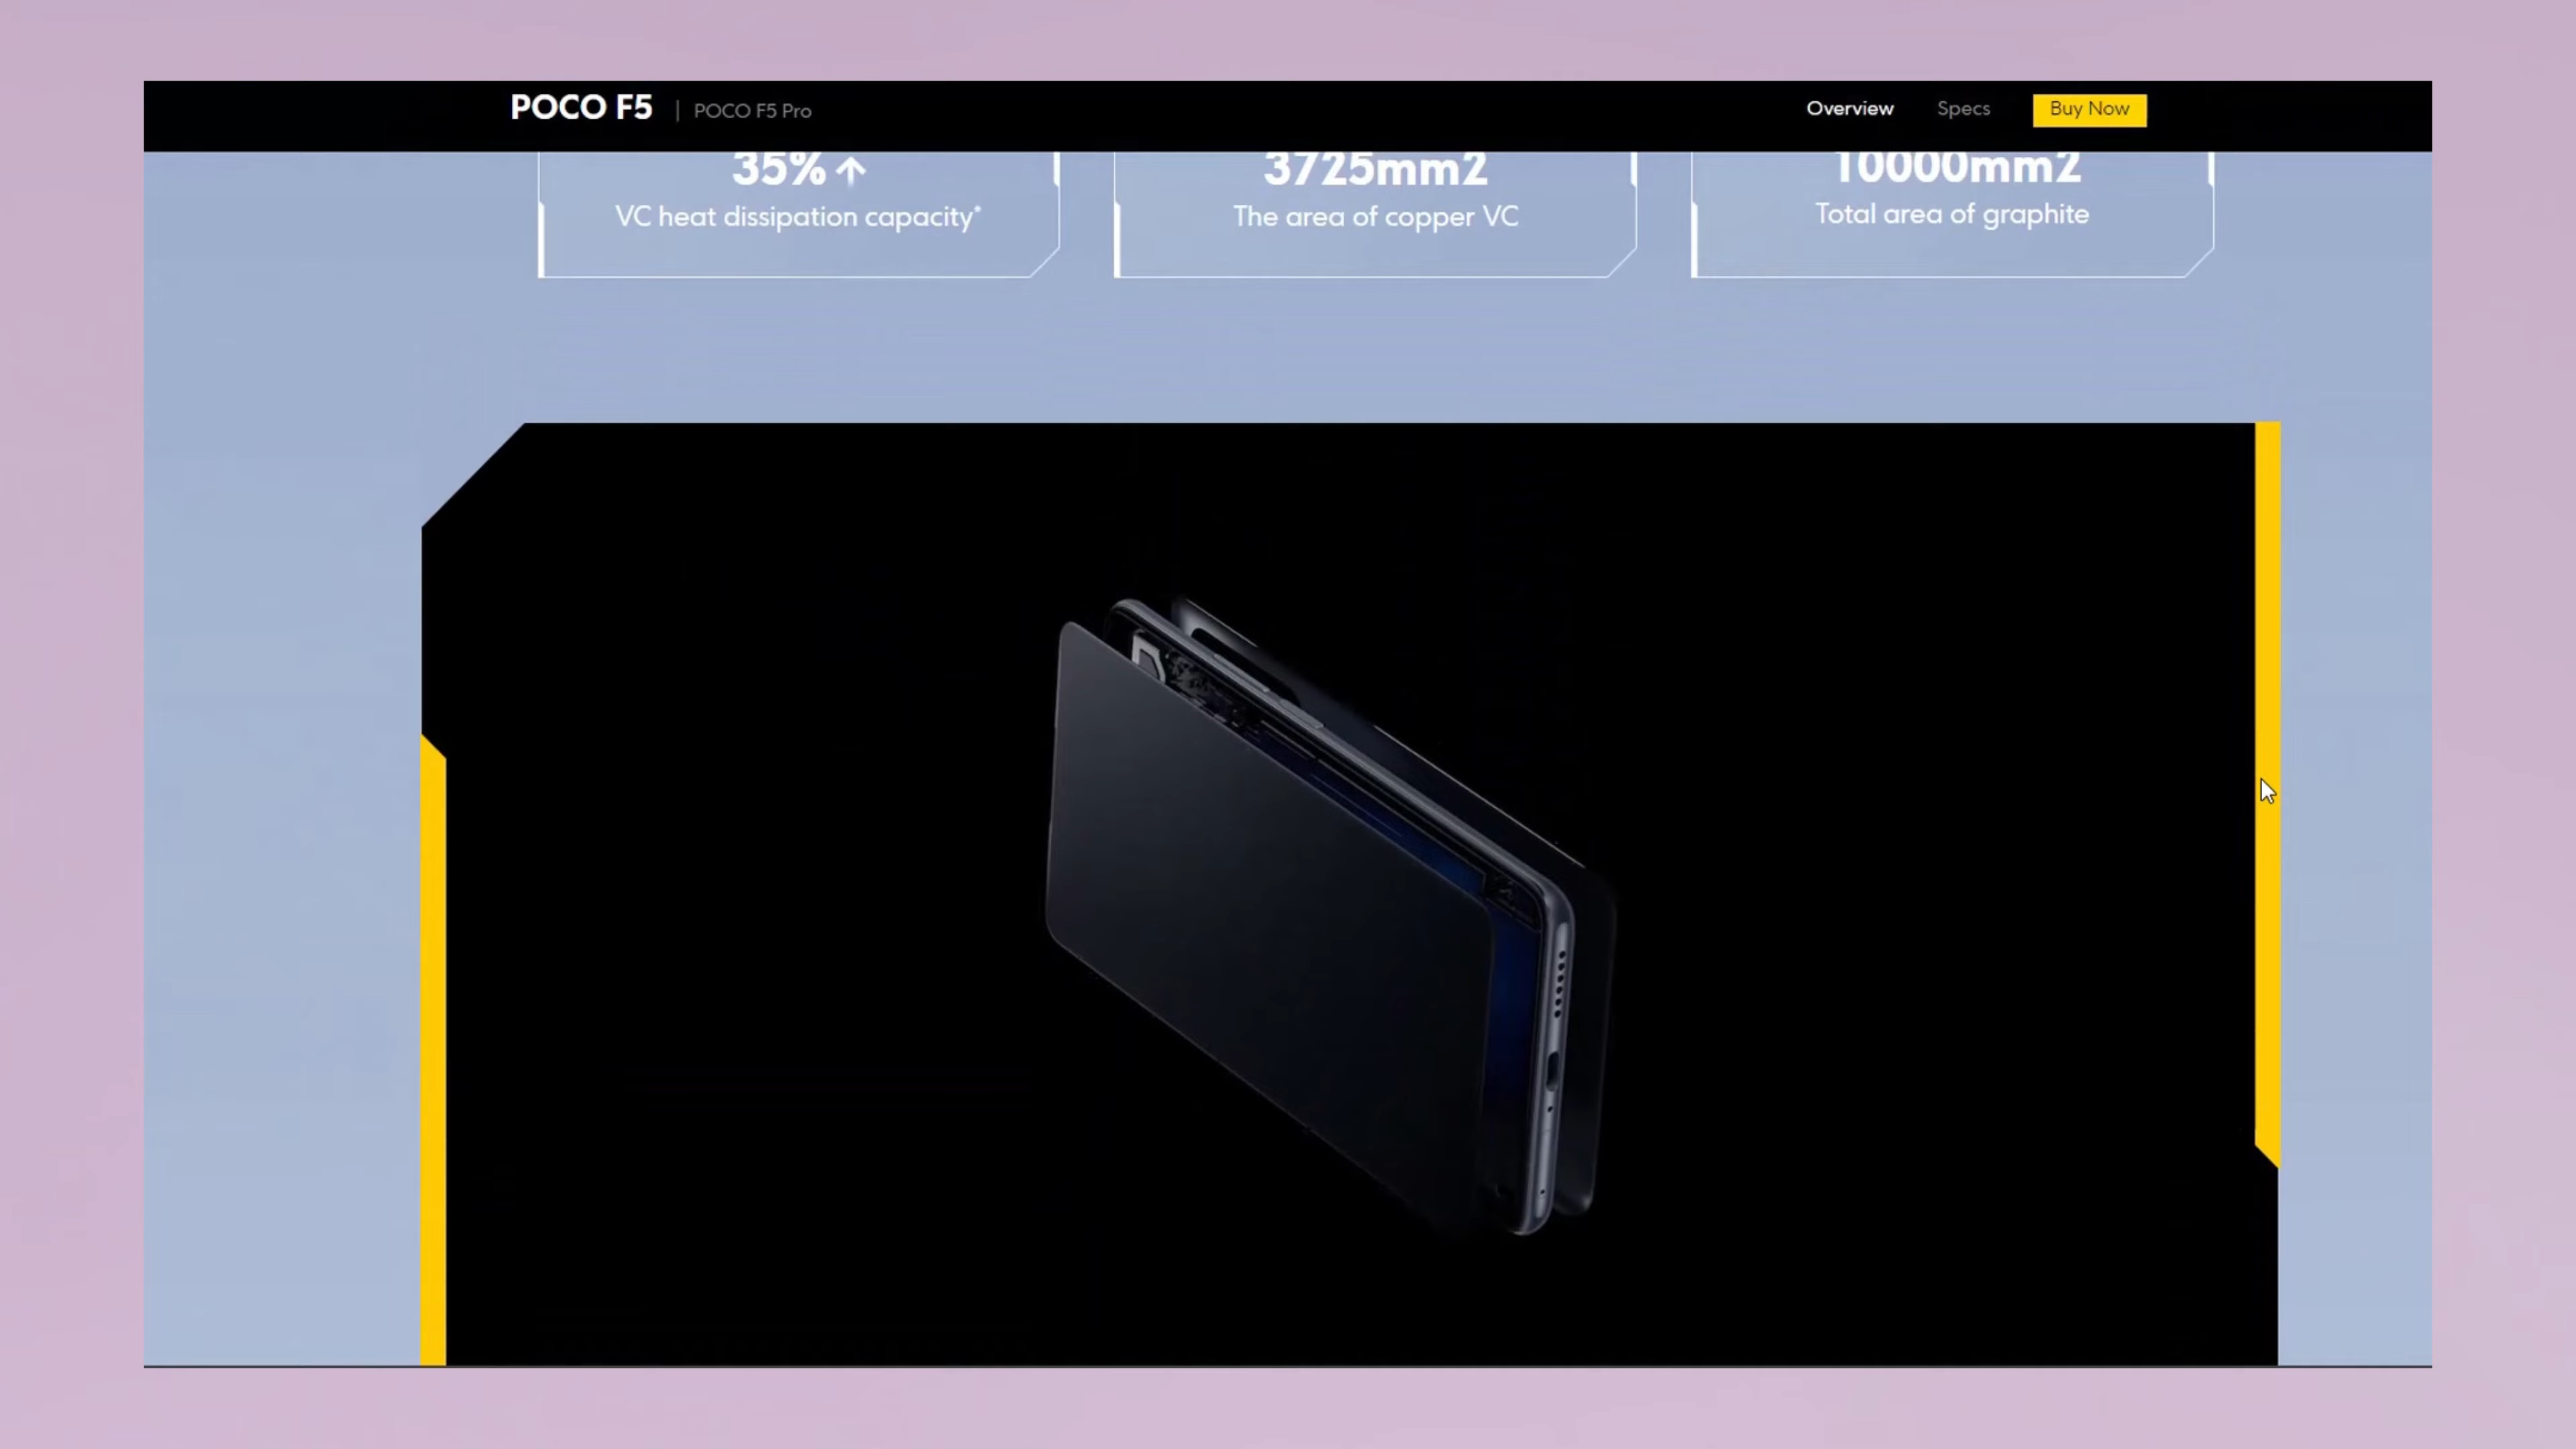 POCO F5 | POCO F5 Pro
Overview Specs Buy Now
35%↑
VC heat dissipation capacity*
3725mm2
The area of copper VC
10000mm2
Total area of graphite